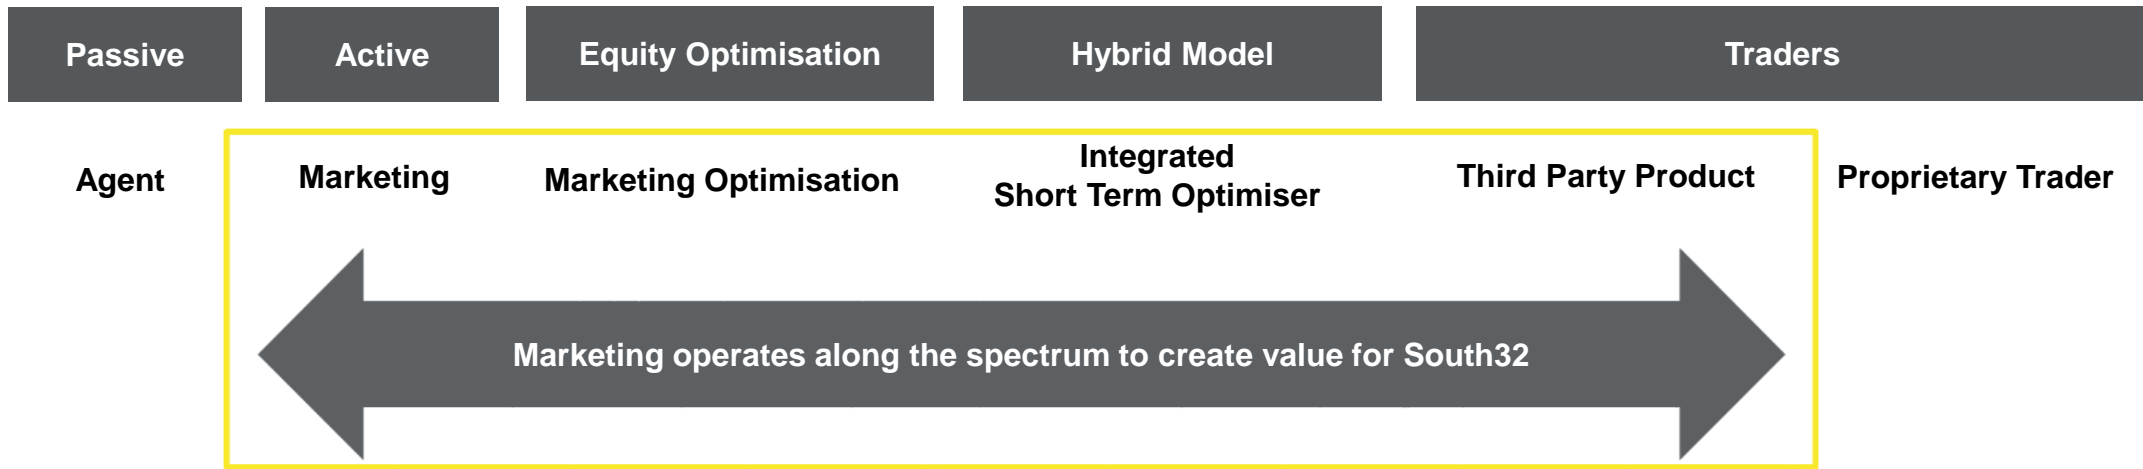 Passive
Active
Equity Optimisation
Hybrid Model
Traders
Agent
Marketing
Marketing Optimisation
Integrated
Short Term Optimiser
Third Party Product
Proprietary Trader
Marketing operates along the spectrum to create value for South32